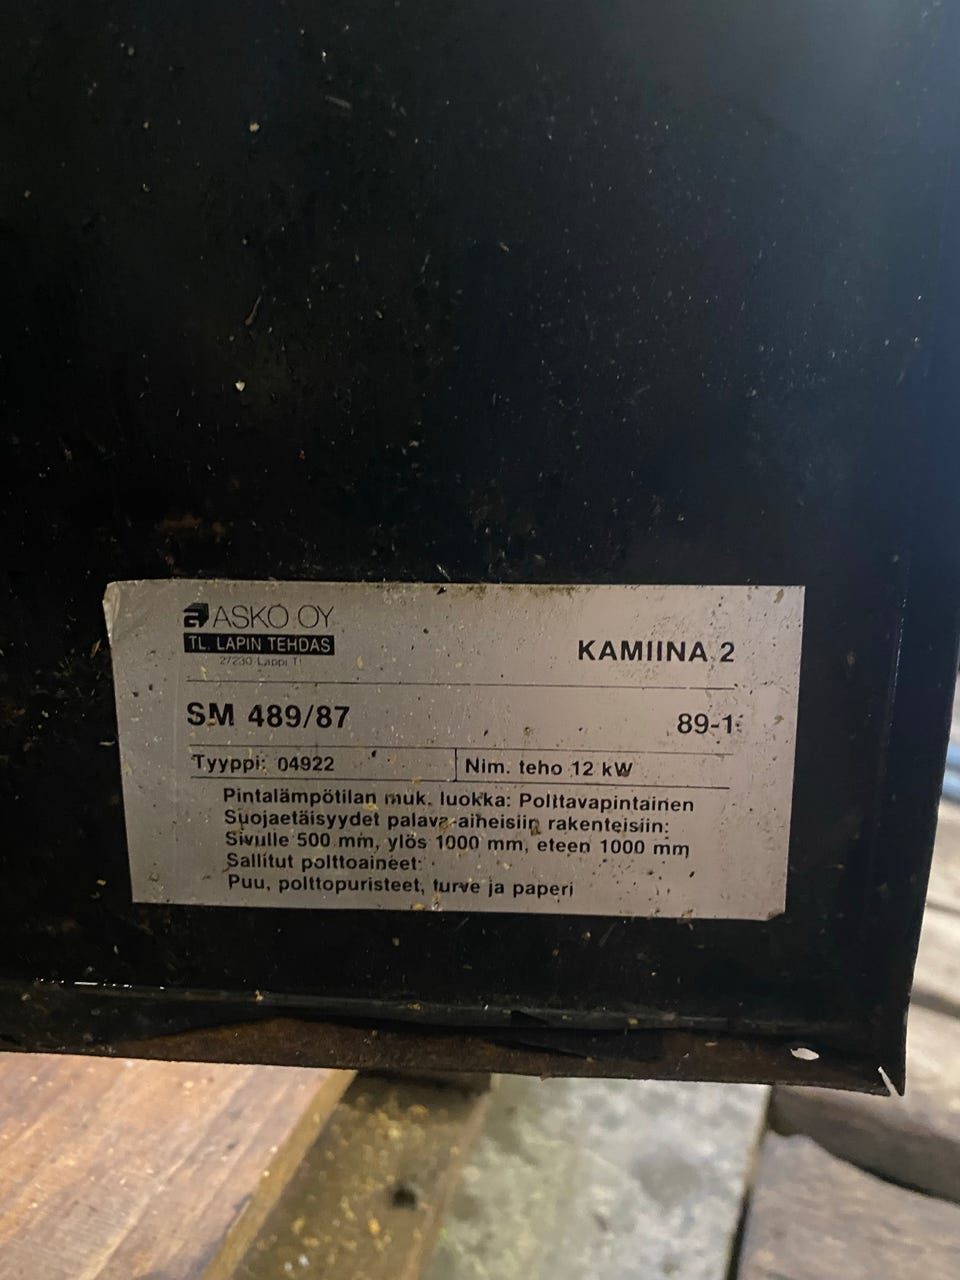 ASKO OY
TL. LAPIN TEHDAS
27230 Lappi Tl
KAMIINA 2
SM 489/87
89-1
Tyyppi: 04922
Nim. teho 12 kW
Pintalämpötilan muk. luokka: Polttavapintainen
Suojaetäisyydet palava-aiheisiin rakenteisiin:
Sivulle 500 mm, ylös 1000 mm, eteen 1000 mm
Sallitut polttoaineet:
Puu, polttopuristeet, turve ja paperi